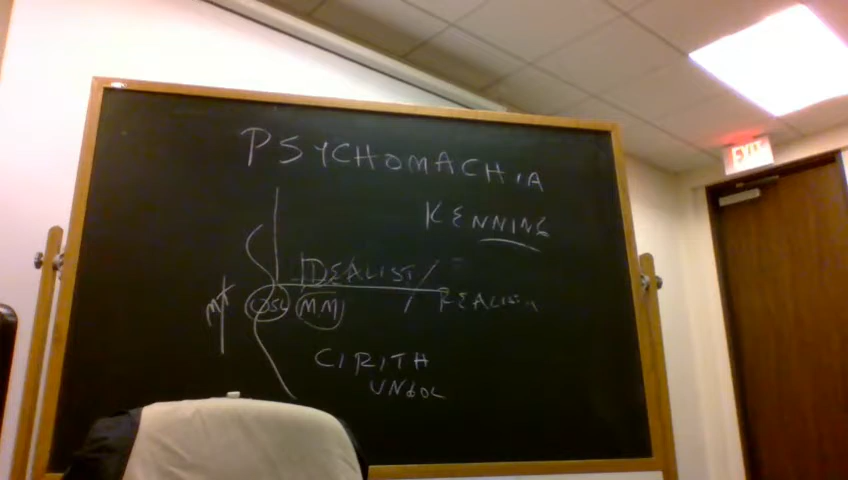 PSYCHOMACHIA
KENNING
IDEALIST/
OSL MM / REALISM
CIRITH
UNGOL
EXIT